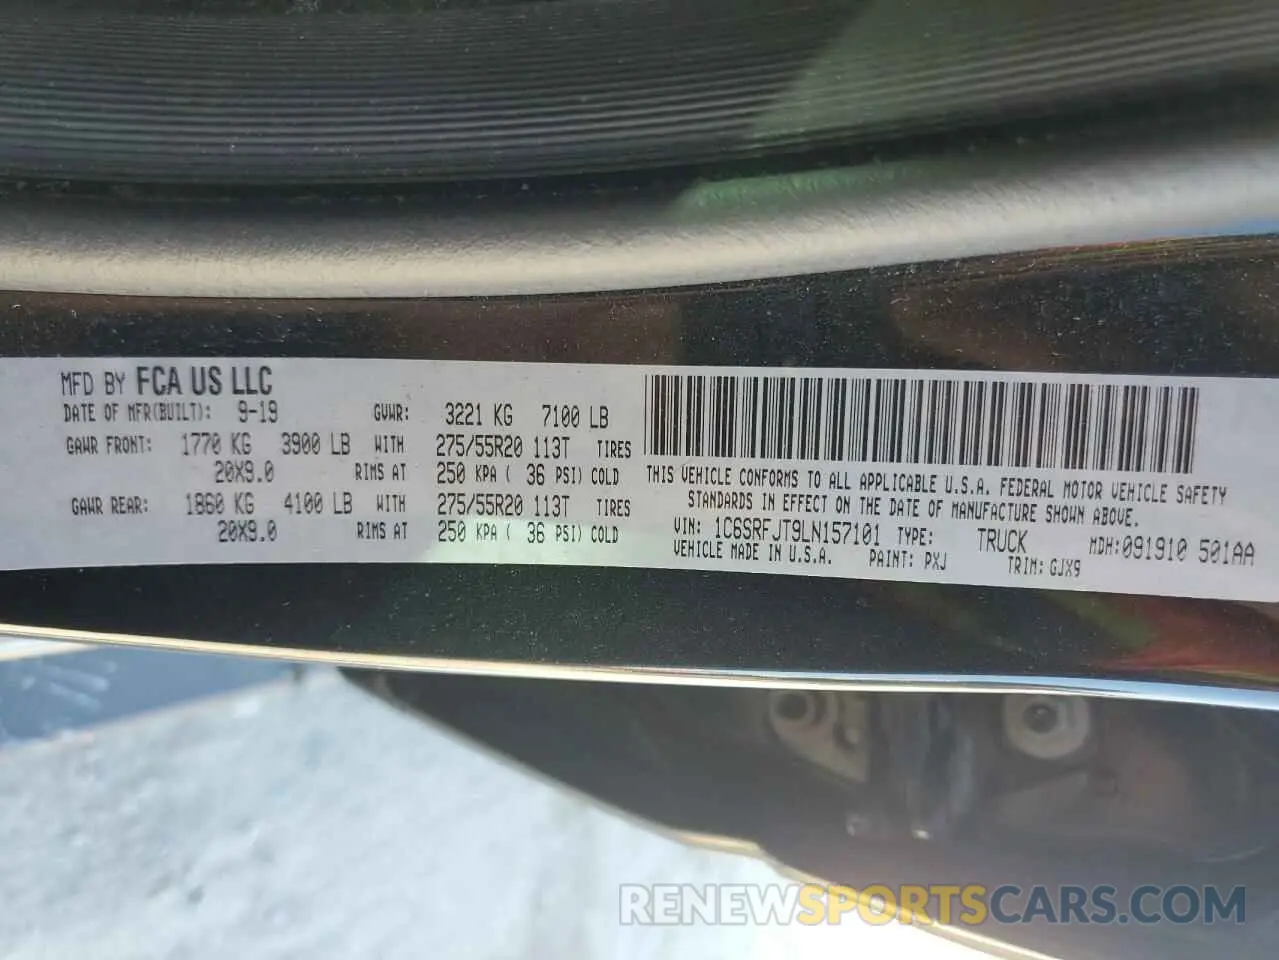 MFD BY FCA US LLC
DATE OF MFR(BUILT): 9-19 GVWR: 3221 KG 7100 LB
GAWR FRONT: 1770 KG 3900 LB WITH 275/55R20 113T TIRES
20X9.0 RIMS AT 250 KPA ( 36 PSI) COLD
GAWR REAR: 1860 KG 4100 LB WITH 275/55R20 113T TIRES
20X9.0 RIMS AT 250 KPA ( 36 PSI) COLD
THIS VEHICLE CONFORMS TO ALL APPLICABLE U.S.A. FEDERAL MOTOR VEHICLE SAFETY
STANDARDS IN EFFECT ON THE DATE OF MANUFACTURE SHOWN ABOVE.
VIN: 1C6SRFJT9LN157101 TYPE: TRUCK MDH:091910 501AA
VEHICLE MADE IN U.S.A. PAINT: PXJ TRIM: GJX9
RENEWSPORTSCARS.COM